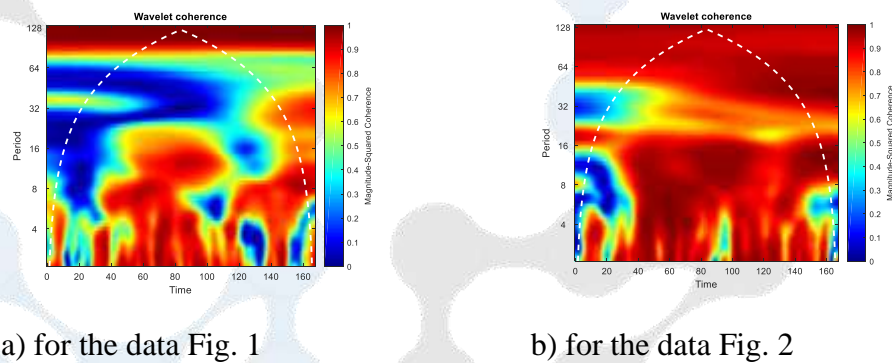 Wavelet coherence
128
64
32
16
8
4
Period
0 20 40 60 80 100 120 140 160
Time
1
0.9
0.8
0.7
0.6
0.5
0.4
0.3
0.2
0.1
0
Magnitude-Squared Coherence
a) for the data Fig. 1
Wavelet coherence
128
64
32
16
8
4
Period
0 20 40 60 80 100 120 140 160
Time
1
0.9
0.8
0.7
0.6
0.5
0.4
0.3
0.2
0.1
0
Magnitude-Squared Coherence
b) for the data Fig. 2